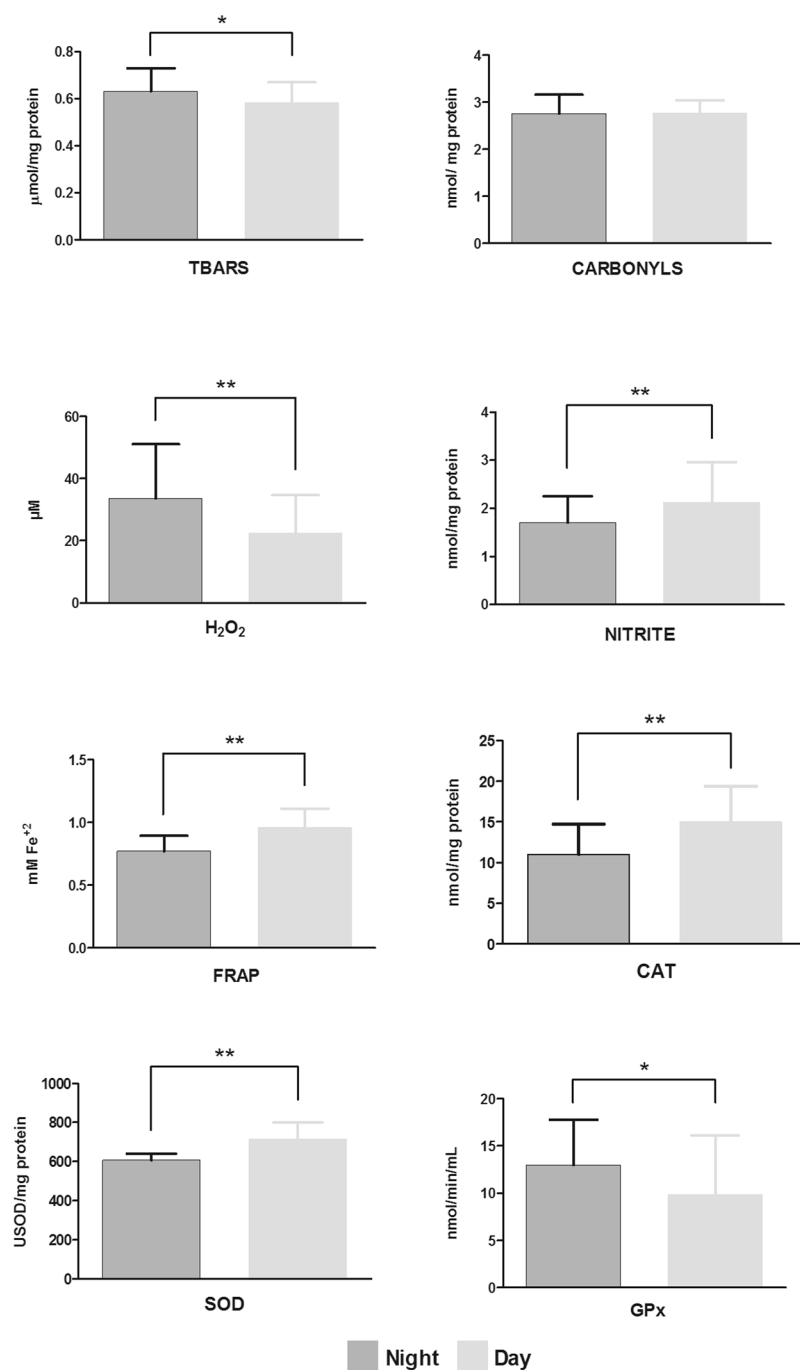 *
0.8
0.6
0.4
0.2
0.0
μmol/mg protein
TBARS
4
3
2
1
0
nmol/ mg protein
CARBONYLS
**
60
40
20
0
μM
H₂O₂
**
4
3
2
1
0
nmol/mg protein
NITRITE
**
1.5
1.0
0.5
0.0
mM Fe⁺²
FRAP
**
25
20
15
10
5
0
nmol/mg protein
CAT
**
1000
800
600
400
200
0
USOD/mg protein
SOD
*
20
15
10
5
0
nmol/min/mL
GPx
Night Day